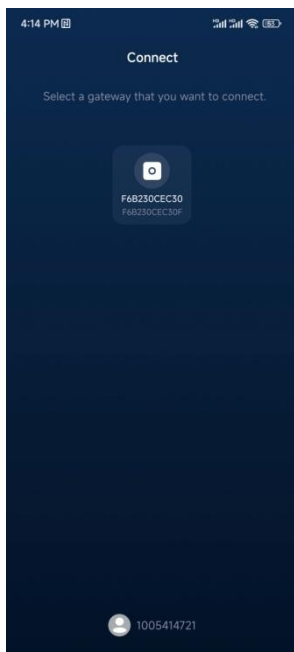 4:14 PM
Connect
Select a gateway that you want to connect.
F6B230CEC30
F6B230CEC30F
1005414721